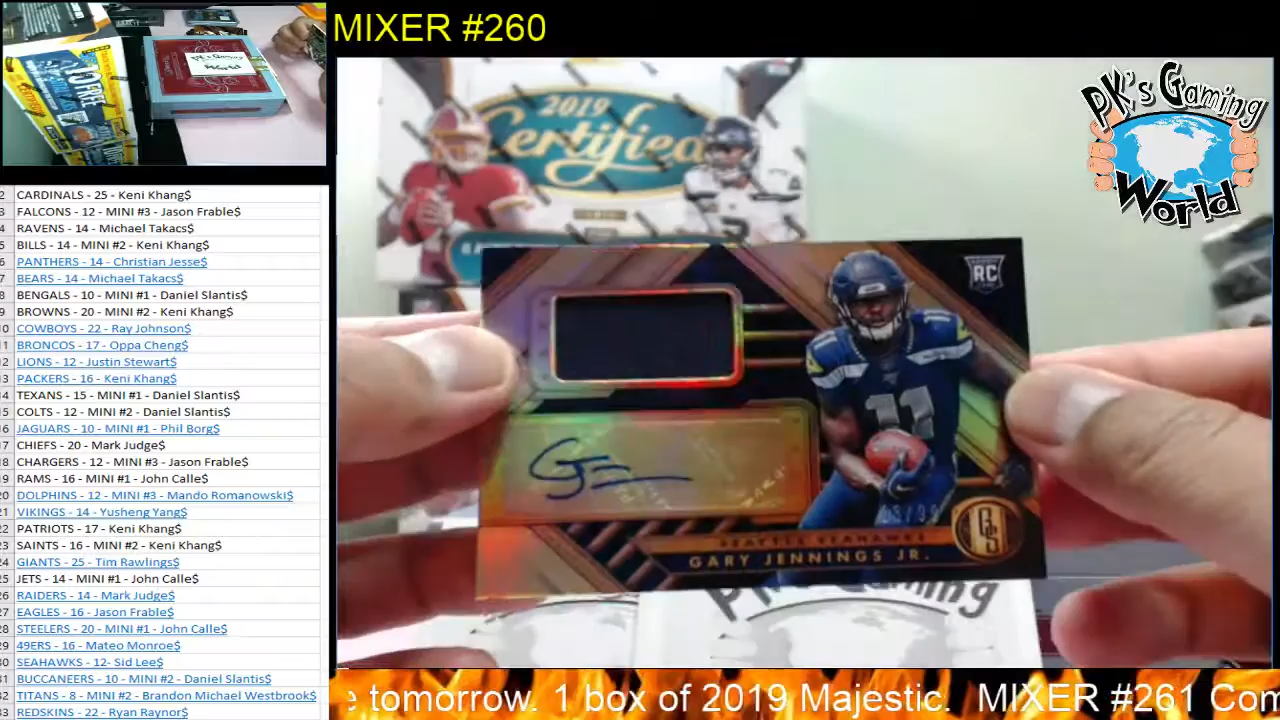 MIXER #260
PK's Gaming
World
2019
Certified
2 CARDINALS - 25 - Keni Khang$
3 FALCONS - 12 - MINI #3 - Jason Frable$
4 RAVENS - 14 - Michael Takacs$
5 BILLS - 14 - MINI #2 - Keni Khang$
6 PANTHERS - 14 - Christian Jesse$
7 BEARS - 14 - Michael Takacs$
8 BENGALS - 10 - MINI #1 - Daniel Slantis$
9 BROWNS - 20 - MINI #2 - Keni Khang$
10 COWBOYS - 22 - Ray Johnson$
11 BRONCOS - 17 - Oppa Cheng$
12 LIONS - 12 - Justin Stewart$
13 PACKERS - 16 - Keni Khang$
14 TEXANS - 15 - MINI #1 - Daniel Slantis$
15 COLTS - 12 - MINI #2 - Daniel Slantis$
16 JAGUARS - 10 - MINI #1 - Phil Borg$
17 CHIEFS - 20 - Mark Judge$
18 CHARGERS - 12 - MINI #3 - Jason Frable$
19 RAMS - 16 - MINI #1 - John Calle$
20 DOLPHINS - 12 - MINI #3 - Mando Romanowski$
21 VIKINGS - 14 - Yusheng Yang$
22 PATRIOTS - 17 - Keni Khang$
23 SAINTS - 16 - MINI #2 - Keni Khang$
24 GIANTS - 25 - Tim Rawlings$
25 JETS - 14 - MINI #1 - John Calle$
26 RAIDERS - 14 - Mark Judge$
27 EAGLES - 16 - Jason Frable$
28 STEELERS - 20 - MINI #1 - John Calle$
29 49ERS - 16 - Mateo Monroe$
30 SEAHAWKS - 12- Sid Lee$
31 BUCCANEERS - 10 - MINI #2 - Daniel Slantis$
32 TITANS - 8 - MINI #2 - Brandon Michael Westbrook$
33 REDSKINS - 22 - Ryan Raynor$
RC
11
11
SEATTLE SEAHAWKS
GARY JENNINGS JR.
GS
PK's Gaming
e tomorrow. 1 box of 2019 Majestic. MIXER #261 Com